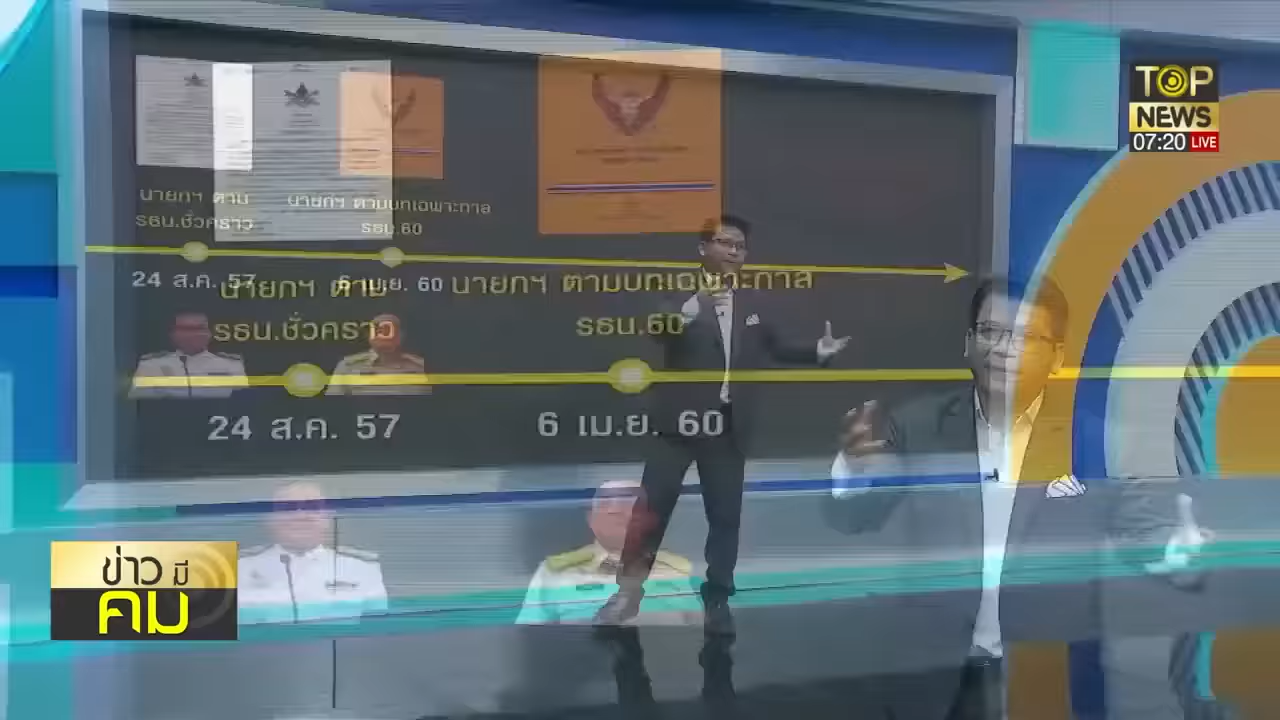 TOP
NEWS
07:20 LIVE
นายกฯ ตาม
รธน.ชั่วคราว
24 ส.ค. 57
นายกฯ ตามบทเฉพาะกาล
รธน.60
6 เม.ย. 60
นายกฯ ตาม
รธน.ชั่วคราว
24 ส.ค. 57
นายกฯ ตามบทเฉพาะกาล
รธน.60
6 เม.ย. 60
ข่าวมี
คม